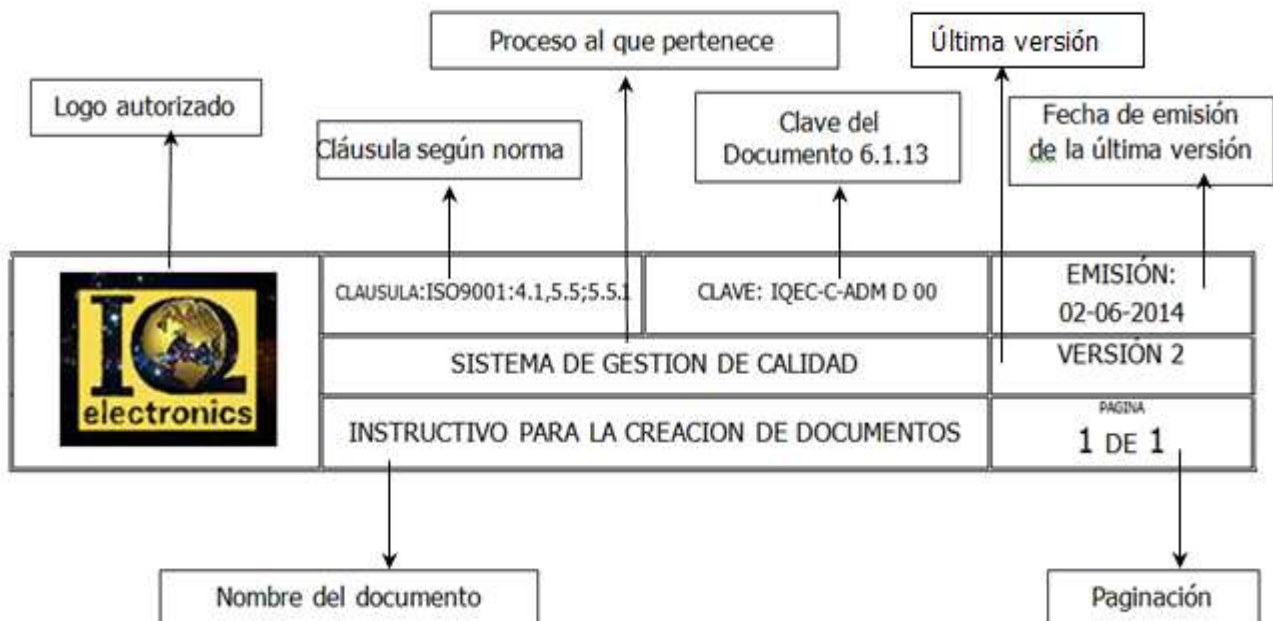 Proceso al que pertenece
Última versión
Logo autorizado
Cláusula según norma
Clave del
Documento 6.1.13
Fecha de emisión
de la última versión
IQ
electronics
CLAUSULA:ISO9001:4.1,5.5;5.5.1
CLAVE: IQEC-C-ADM D 00
EMISIÓN:
02-06-2014
SISTEMA DE GESTION DE CALIDAD
VERSIÓN 2
INSTRUCTIVO PARA LA CREACION DE DOCUMENTOS
PAGINA
1 DE 1
Nombre del documento
Paginación